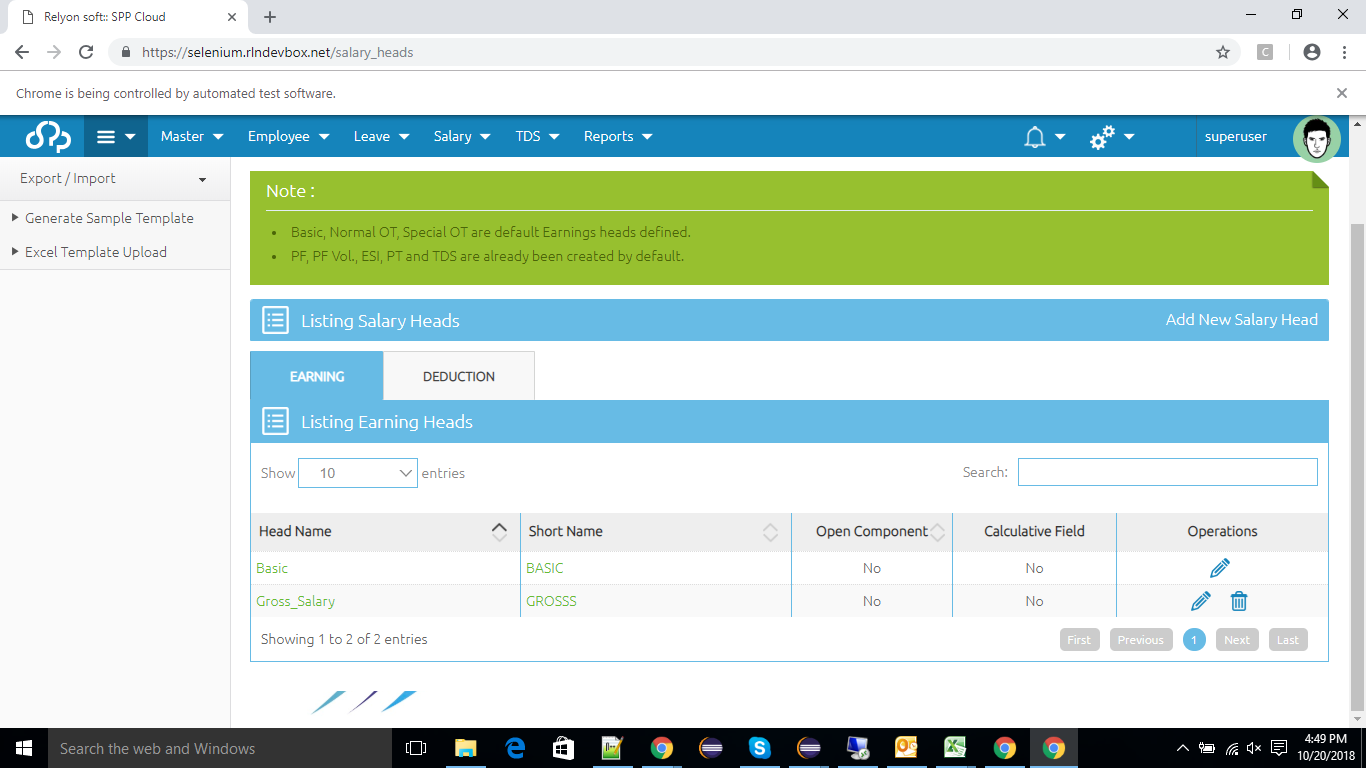 Relyon soft:: SPP Cloud
https://selenium.rlndevbox.net/salary_heads
C
Chrome is being controlled by automated test software.
Master Employee Leave Salary TDS Reports superuser
Export / Import
Generate Sample Template
Excel Template Upload
Note :
Basic, Normal OT, Special OT are default Earnings heads defined.
PF, PF Vol., ESI, PT and TDS are already been created by default.
Listing Salary Heads Add New Salary Head
EARNING DEDUCTION
Listing Earning Heads
Show 10 entries Search:
Head Name Short Name Open Component Calculative Field Operations
Basic BASIC No No
Gross_Salary GROSSS No No
Showing 1 to 2 of 2 entries First Previous 1 Next Last
Search the web and Windows
4:49 PM
10/20/2018